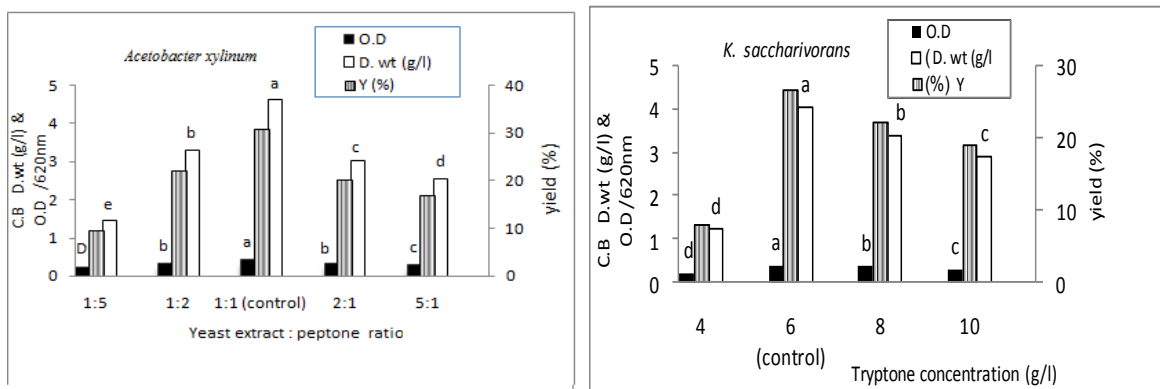 Acetobacter xylinum
O.D
D. wt (g/l)
Y (%)
C.B D.wt (g/l) &
O.D /620nm
5
4
3
2
1
0
40
30
20
10
0
yield (%)
D
e
b
b
a
a
b
c
c
d
1:5
1:2
1:1 (control)
2:1
5:1
Yeast extract : peptone ratio
K. saccharivorans
O.D
(D. wt (g/l
(%) Y
C.B D.wt (g/l) &
O.D/620nm
5
4
3
2
1
0
30
20
10
0
yield (%)
d
d
a
a
b
b
c
c
4
6
8
10
(control)
Tryptone concentration (g/l)